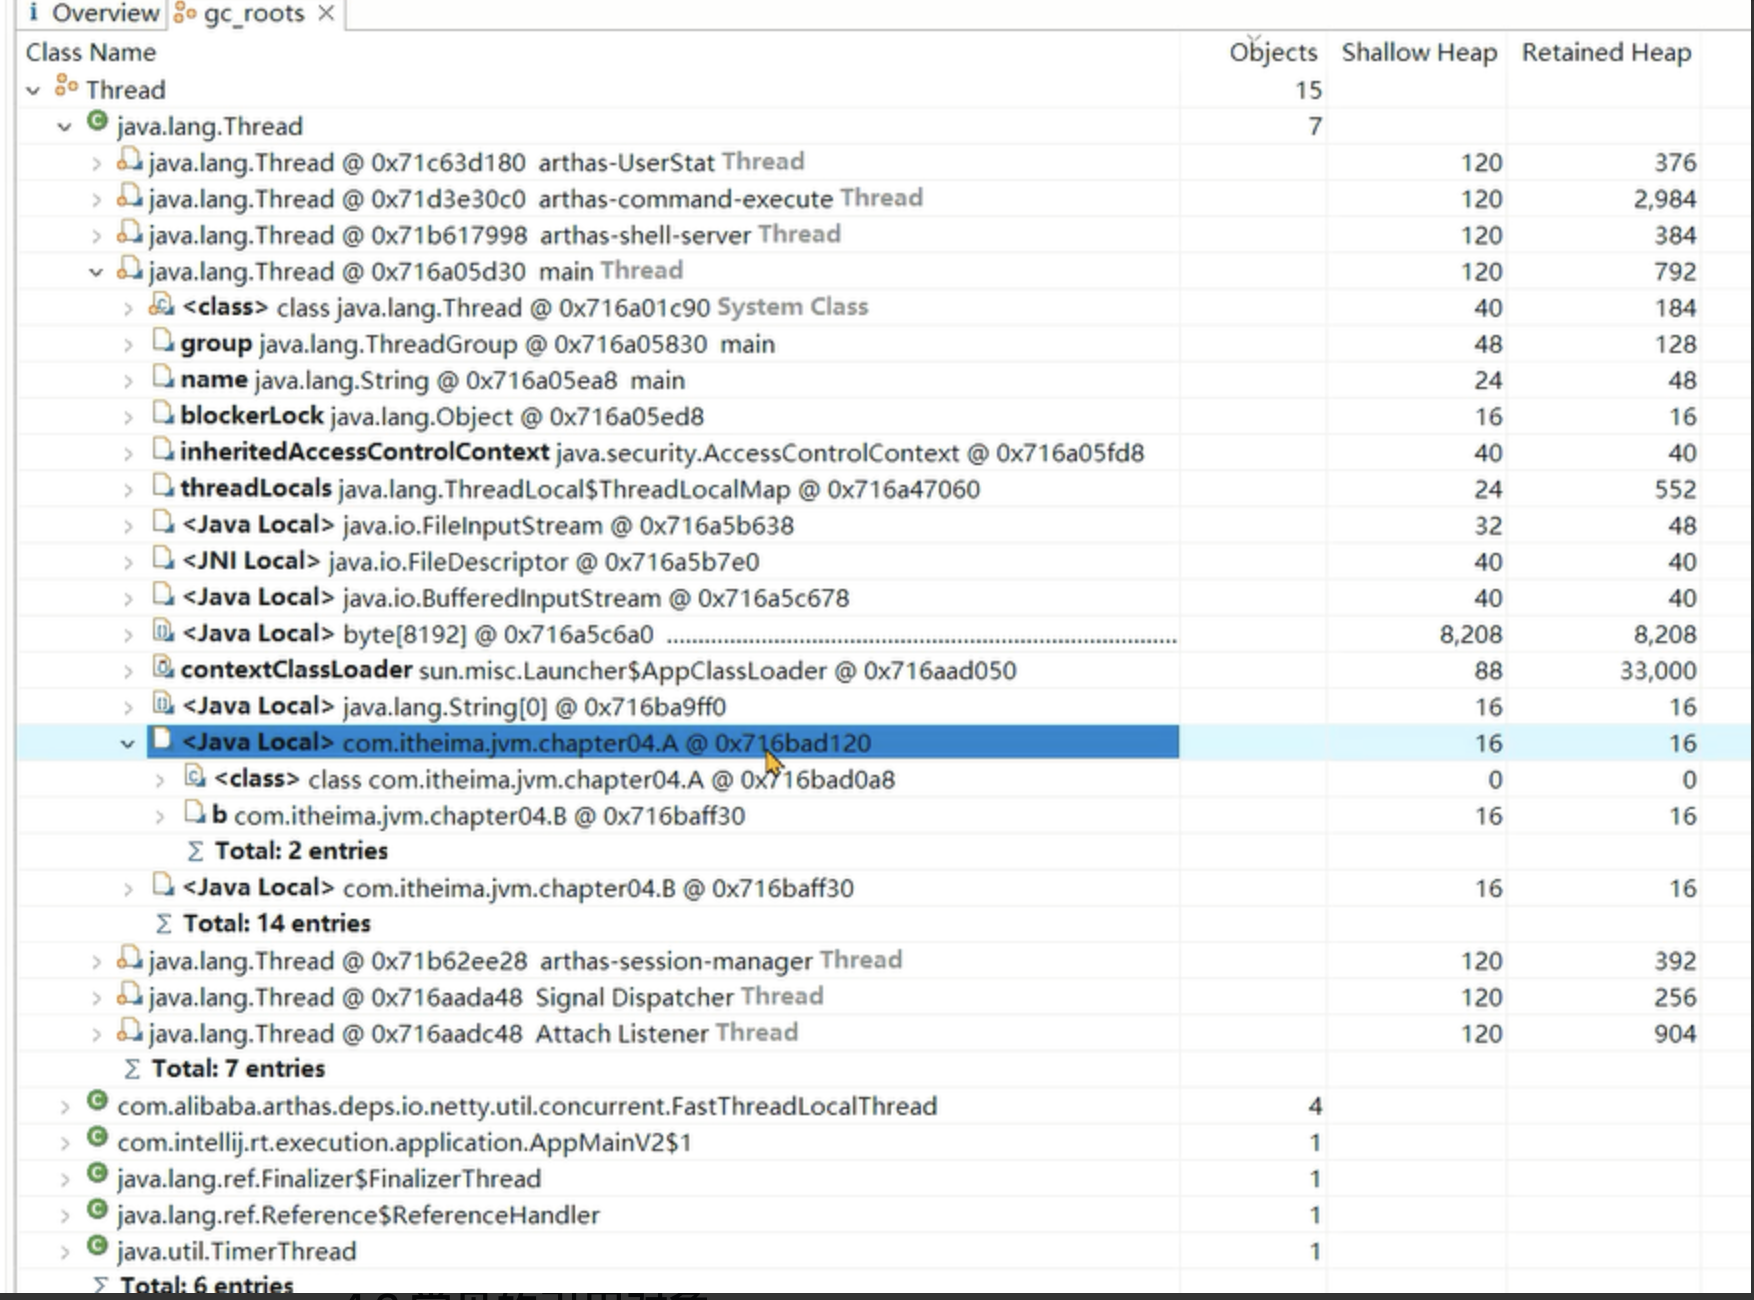 Overview gc_roots
Class Name Objects Shallow Heap Retained Heap
Thread 15
java.lang.Thread 7
java.lang.Thread @ 0x71c63d180 arthas-UserStat Thread 120 376
java.lang.Thread @ 0x71d3e30c0 arthas-command-execute Thread 120 2,984
java.lang.Thread @ 0x71b617998 arthas-shell-server Thread 120 384
java.lang.Thread @ 0x716a05d30 main Thread 120 792
<class> class java.lang.Thread @ 0x716a01c90 System Class 40 184
group java.lang.ThreadGroup @ 0x716a05830 main 48 128
name java.lang.String @ 0x716a05ea8 main 24 48
blockerLock java.lang.Object @ 0x716a05ed8 16 16
inheritedAccessControlContext java.security.AccessControlContext @ 0x716a05fd8 40 40
threadLocals java.lang.ThreadLocal$ThreadLocalMap @ 0x716a47060 24 552
<Java Local> java.io.FileInputStream @ 0x716a5b638 32 48
<JNI Local> java.io.FileDescriptor @ 0x716a5b7e0 40 40
<Java Local> java.io.BufferedInputStream @ 0x716a5c678 40 40
<Java Local> byte[8192] @ 0x716a5c6a0 ................................................................................ 8,208 8,208
contextClassLoader sun.misc.Launcher$AppClassLoader @ 0x716aad050 88 33,000
<Java Local> java.lang.String[0] @ 0x716ba9ff0 16 16
<Java Local> com.itheima.jvm.chapter04.A @ 0x716bad120 16 16
<class> class com.itheima.jvm.chapter04.A @ 0x716bad0a8 0 0
b com.itheima.jvm.chapter04.B @ 0x716baff30 16 16
Σ Total: 2 entries
<Java Local> com.itheima.jvm.chapter04.B @ 0x716baff30 16 16
Σ Total: 14 entries
java.lang.Thread @ 0x71b62ee28 arthas-session-manager Thread 120 392
java.lang.Thread @ 0x716aada48 Signal Dispatcher Thread 120 256
java.lang.Thread @ 0x716aadc48 Attach Listener Thread 120 904
Σ Total: 7 entries
com.alibaba.arthas.deps.io.netty.util.concurrent.FastThreadLocalThread 4
com.intellij.rt.execution.application.AppMainV2$1 1
java.lang.ref.Finalizer$FinalizerThread 1
java.lang.ref.Reference$ReferenceHandler 1
java.util.TimerThread 1
Σ Total: 6 entries